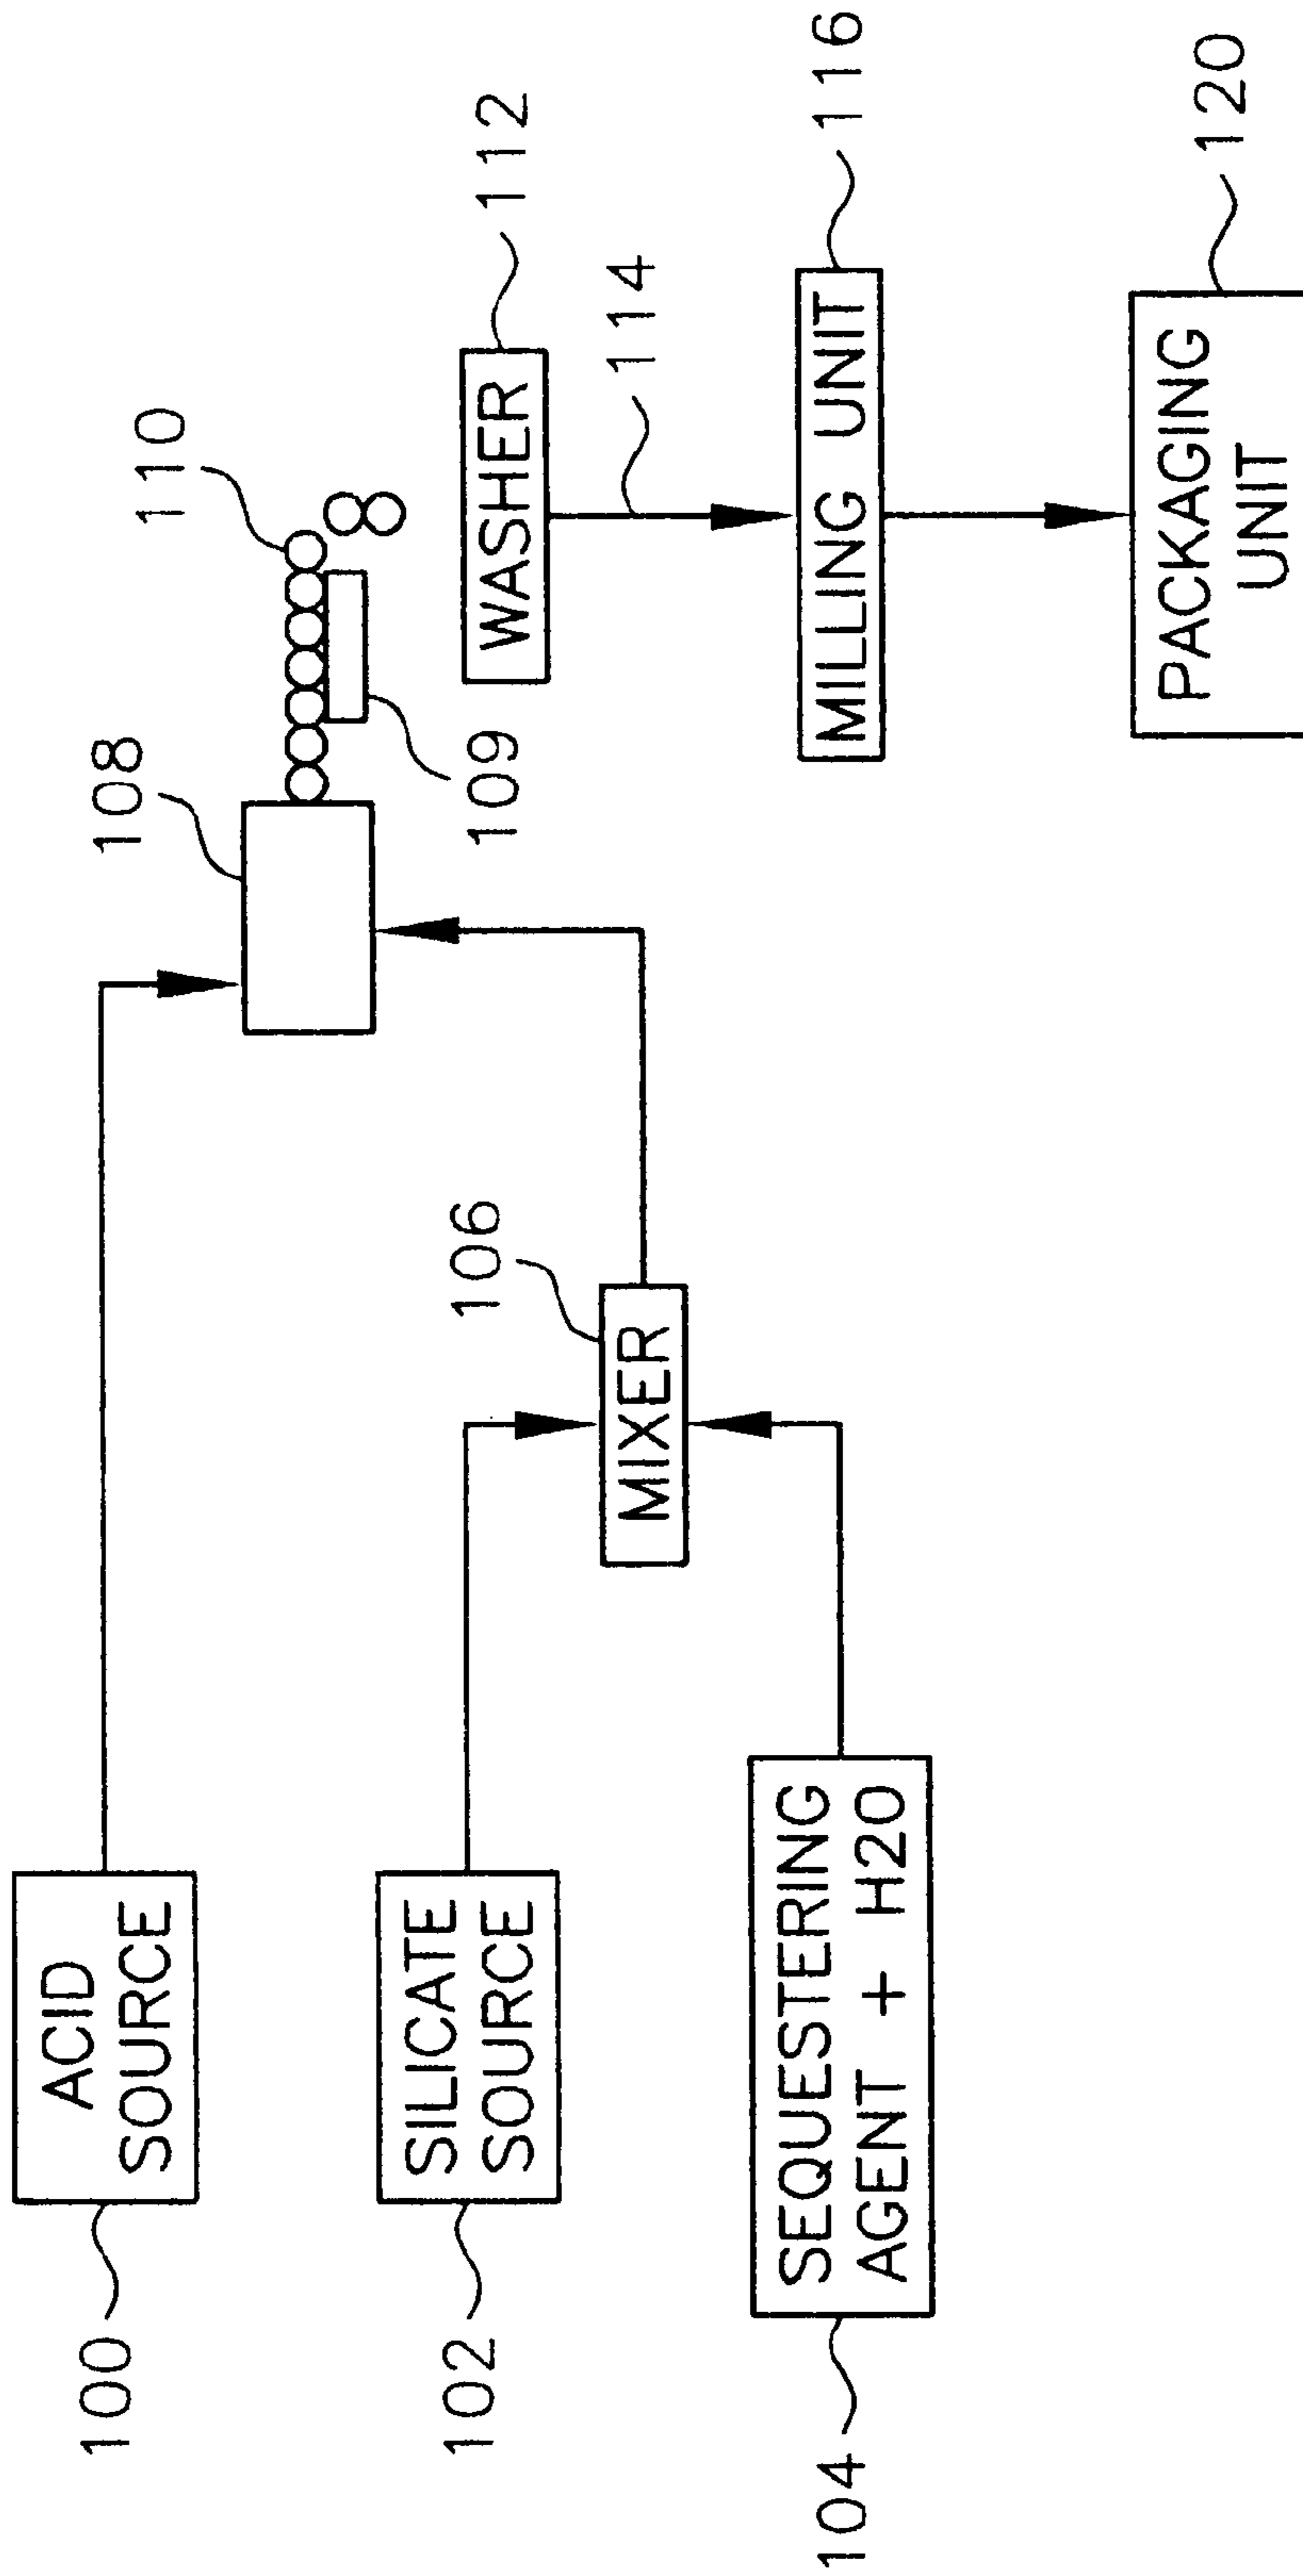 100
ACID
SOURCE
102
SILICATE
SOURCE
104
SEQUESTERING
AGENT + H2O
106
MIXER
108
109
110
112
WASHER
114
116
MILLING UNIT
120
PACKAGING
UNIT